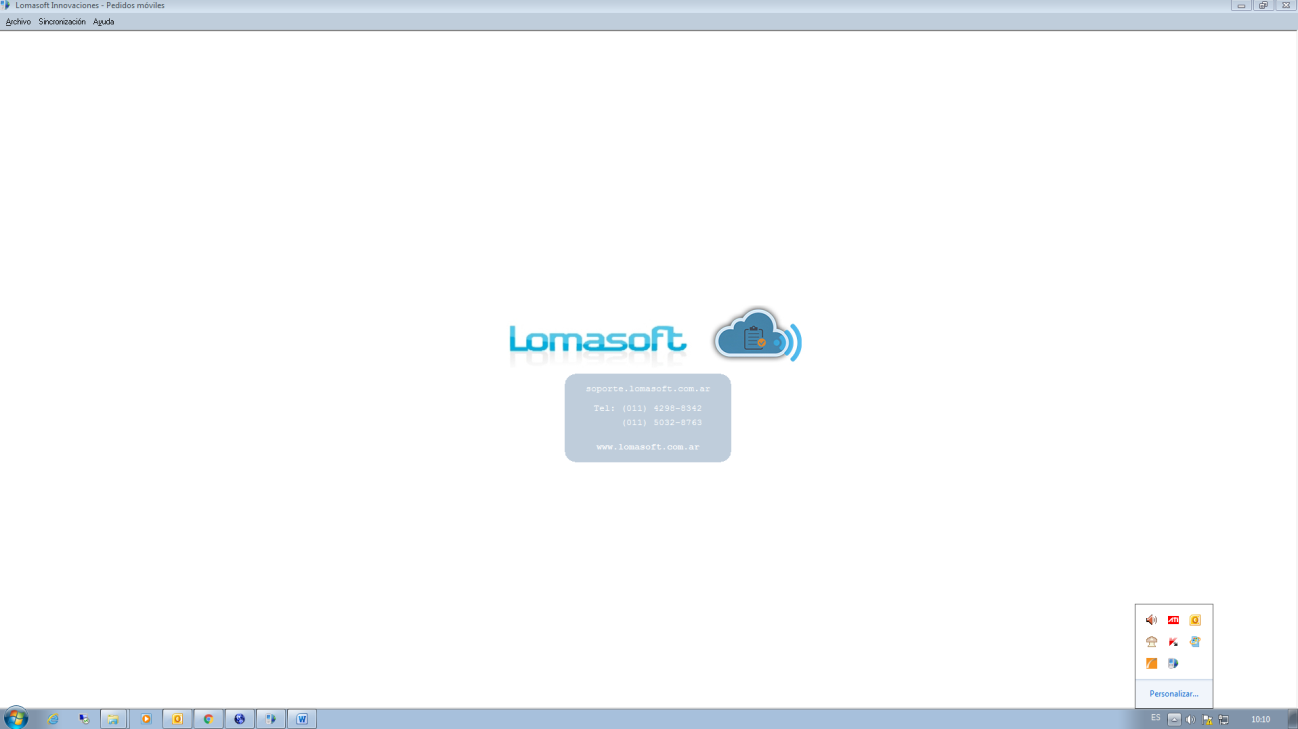 Lomasoft Innovaciones - Pedidos móviles
Archivo Sincronización Ayuda
Lomasoft
soporte.lomasoft.com.ar
Tel: (011) 4298-8342
(011) 5032-8763
www.lomasoft.com.ar
ATI
Personalizar...
ES
10:10